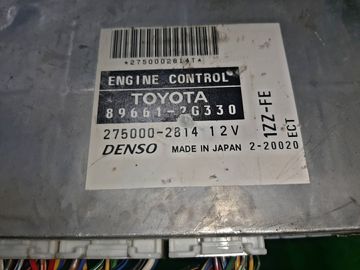 *2750002814T*
ENGINE CONTROL
TOYOTA
89661-2G330
275000-2814 12V
DENSO MADE IN JAPAN 2-20020
1ZZ-FE
ECT